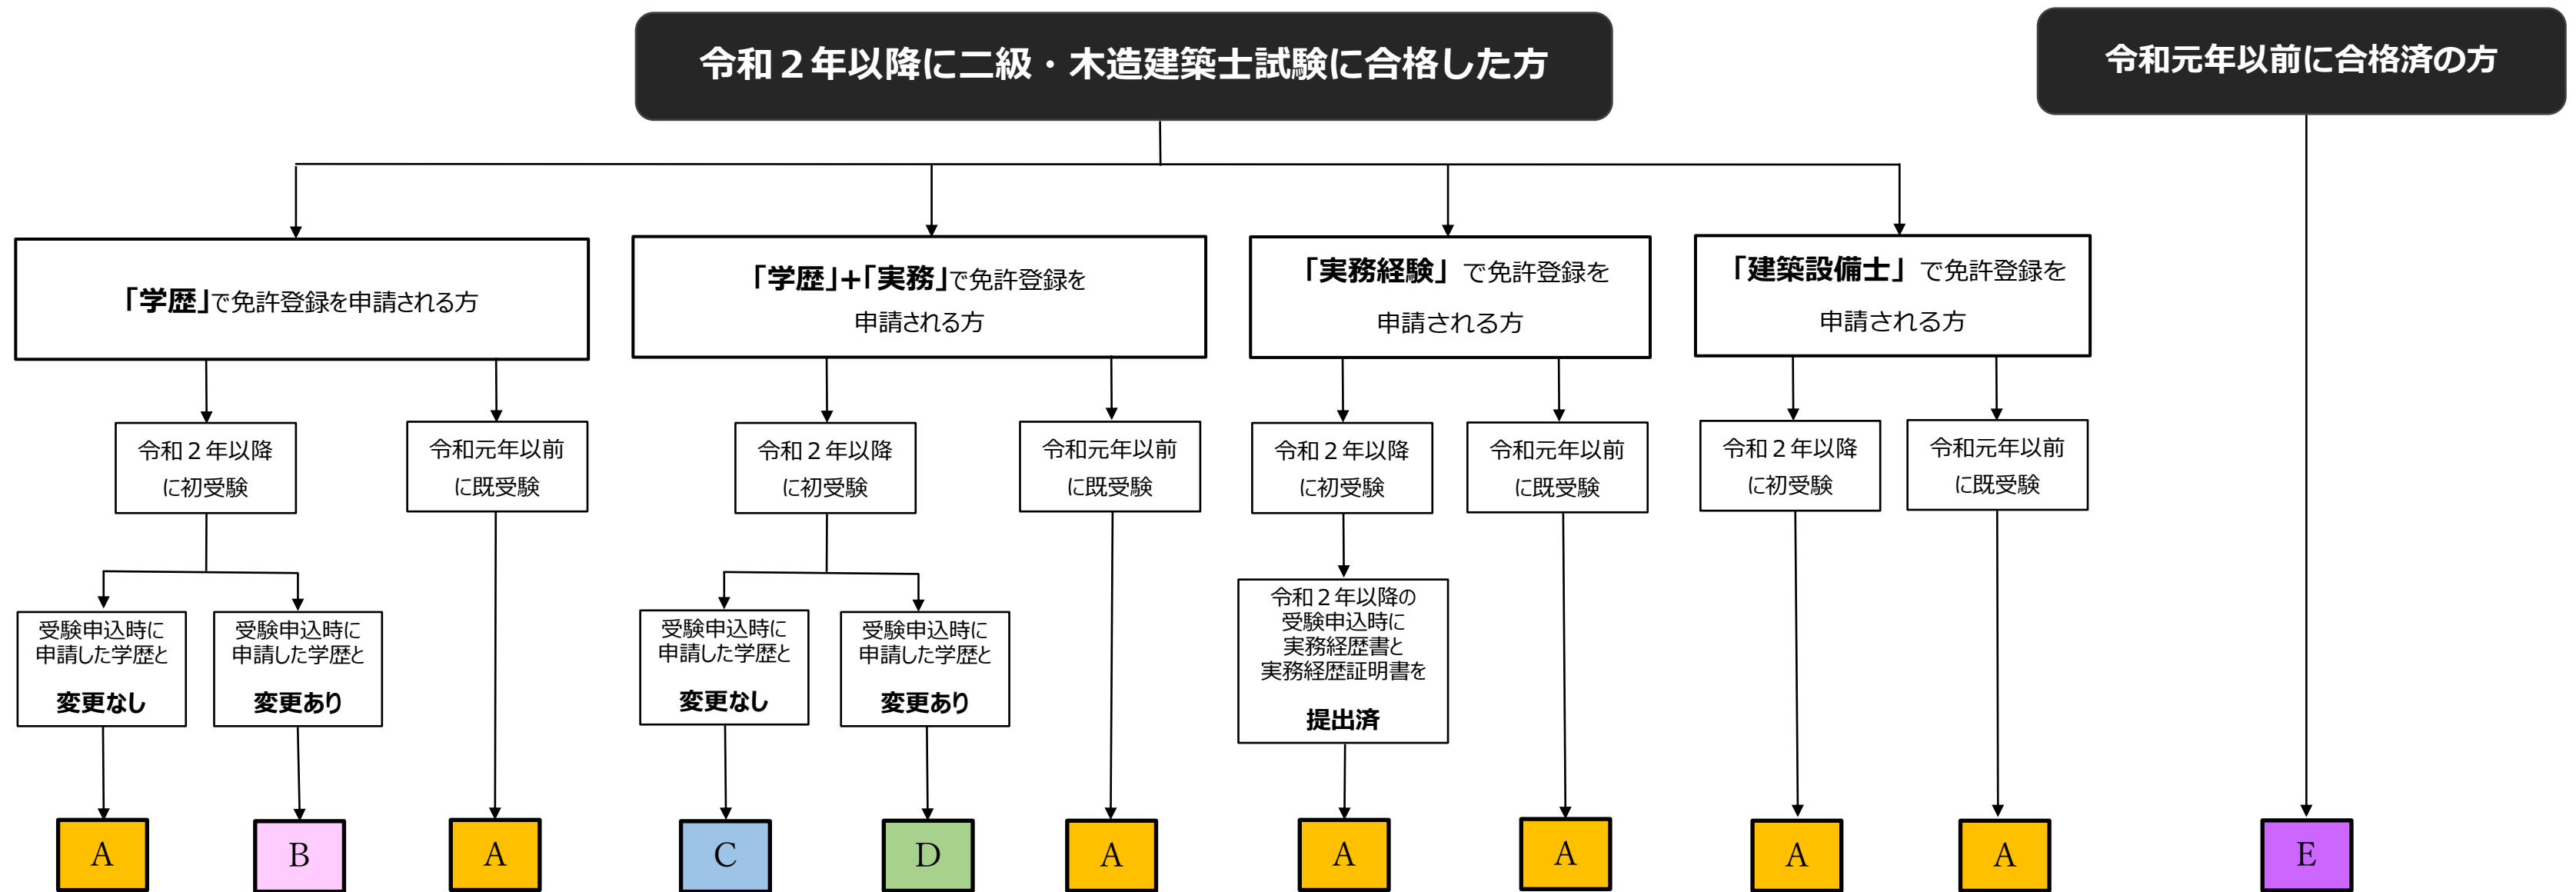 令和２年以降に二級・木造建築士試験に合格した方
令和元年以前に合格済の方
「学歴」で免許登録を申請される方
「学歴」+「実務」で免許登録を
申請される方
「実務経験」で免許登録を
申請される方
「建築設備士」で免許登録を
申請される方
令和２年以降
に初受験
令和元年以前
に既受験
令和２年以降
に初受験
令和元年以前
に既受験
令和２年以降
に初受験
令和元年以前
に既受験
令和２年以降
に初受験
令和元年以前
に既受験
受験申込時に
申請した学歴と
変更なし
受験申込時に
申請した学歴と
変更あり
受験申込時に
申請した学歴と
変更なし
受験申込時に
申請した学歴と
変更あり
令和２年以降の
受験申込時に
実務経歴書と
実務経歴証明書を
提出済
A
B
A
C
D
A
A
A
A
A
E